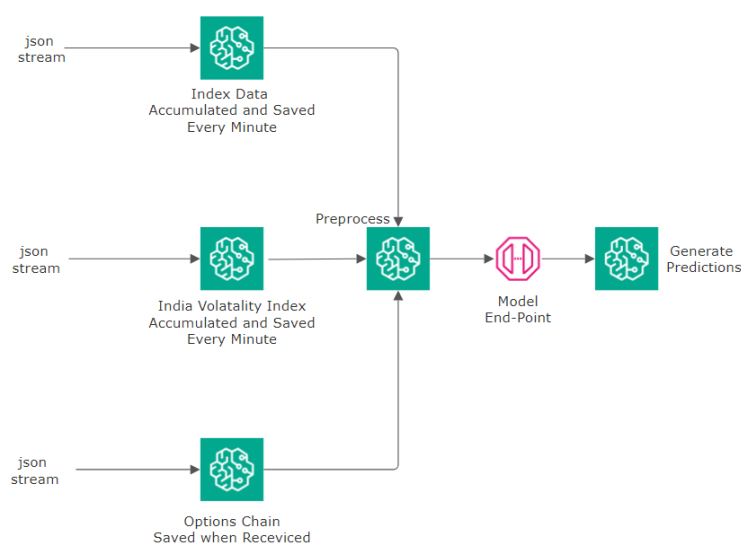 json
stream
Index Data
Accumulated and Saved
Every Minute
Preprocess
json
stream
India Volatality Index
Accumulated and Saved
Every Minute
Model
End-Point
Generate
Predictions
json
stream
Options Chain
Saved when Receviced